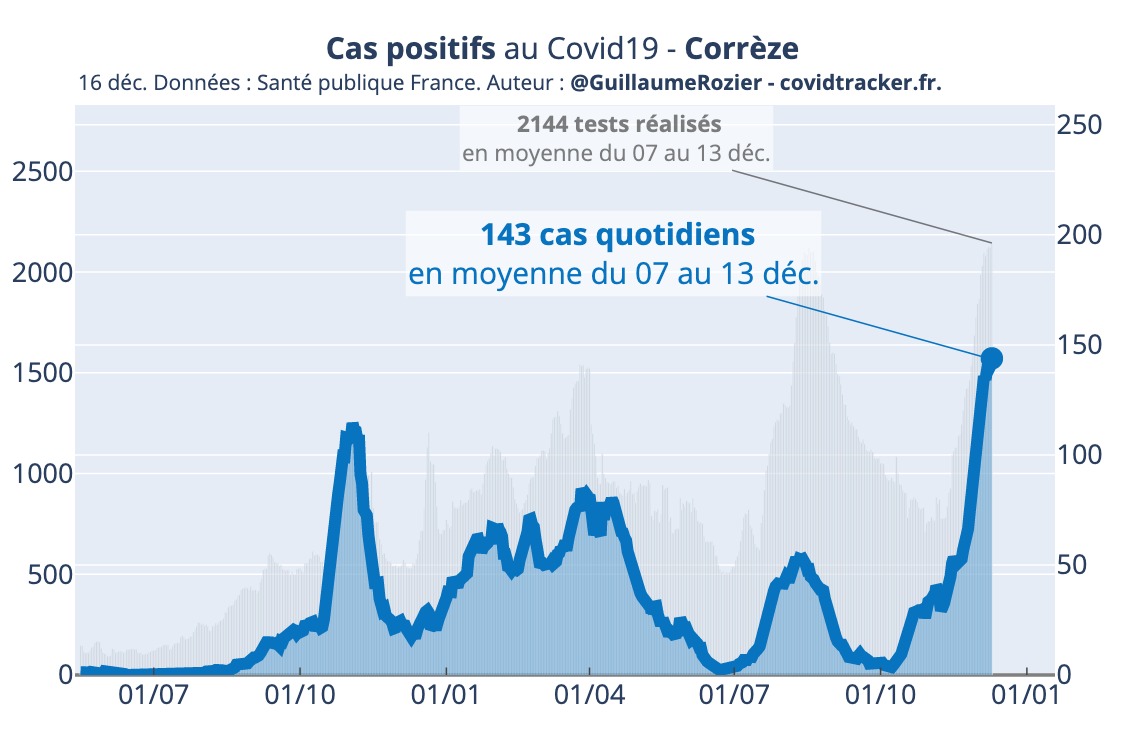 Cas positifs au Covid19 - Corrèze
16 déc. Données : Santé publique France. Auteur : @GuillaumeRozier - covidtracker.fr.
2144 tests réalisés
en moyenne du 07 au 13 déc.
143 cas quotidiens
en moyenne du 07 au 13 déc.
2500
2000
1500
1000
500
0
250
200
150
100
50
0
01/07 01/10 01/01 01/04 01/07 01/10 01/01